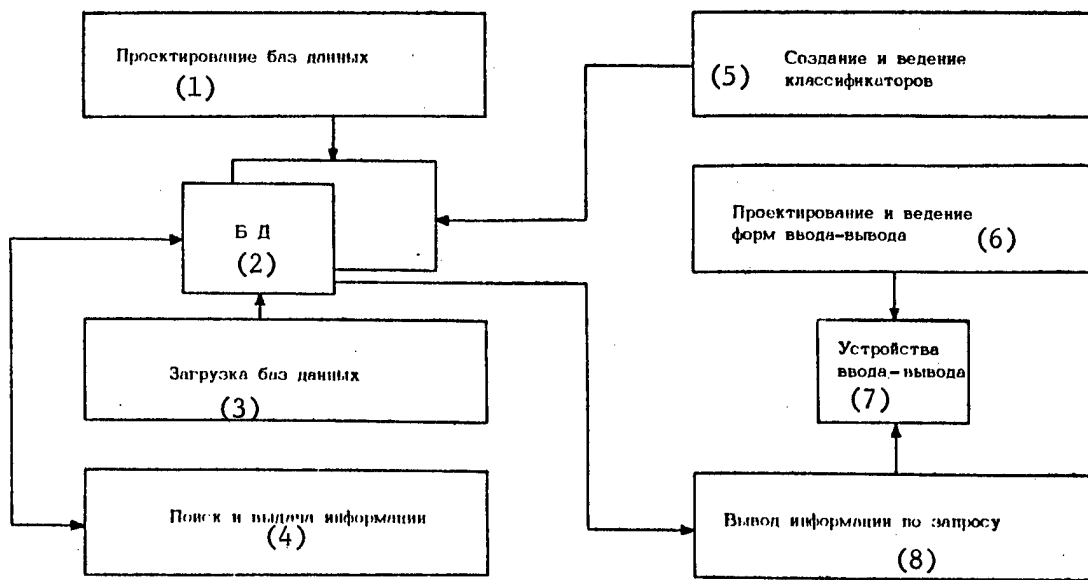 Проектирование баз данных
(1)
(5)
Создание и ведение
классификаторов
Б Д
(2)
Проектирование и ведение
форм ввода-вывода
(6)
Загрузка баз данных
(3)
Устройства
ввода-вывода
(7)
Поиск и выдача информации
(4)
Вывод информации по запросу
(8)